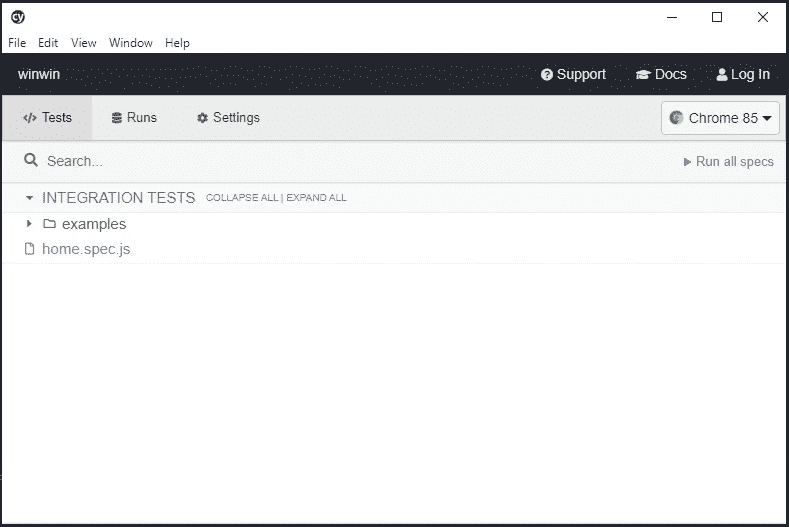 cy
File Edit View Window Help
winwin Support Docs Log In
Tests Runs Settings Chrome 85
Search... Run all specs
INTEGRATION TESTS COLLAPSE ALL | EXPAND ALL
examples
home.spec.js